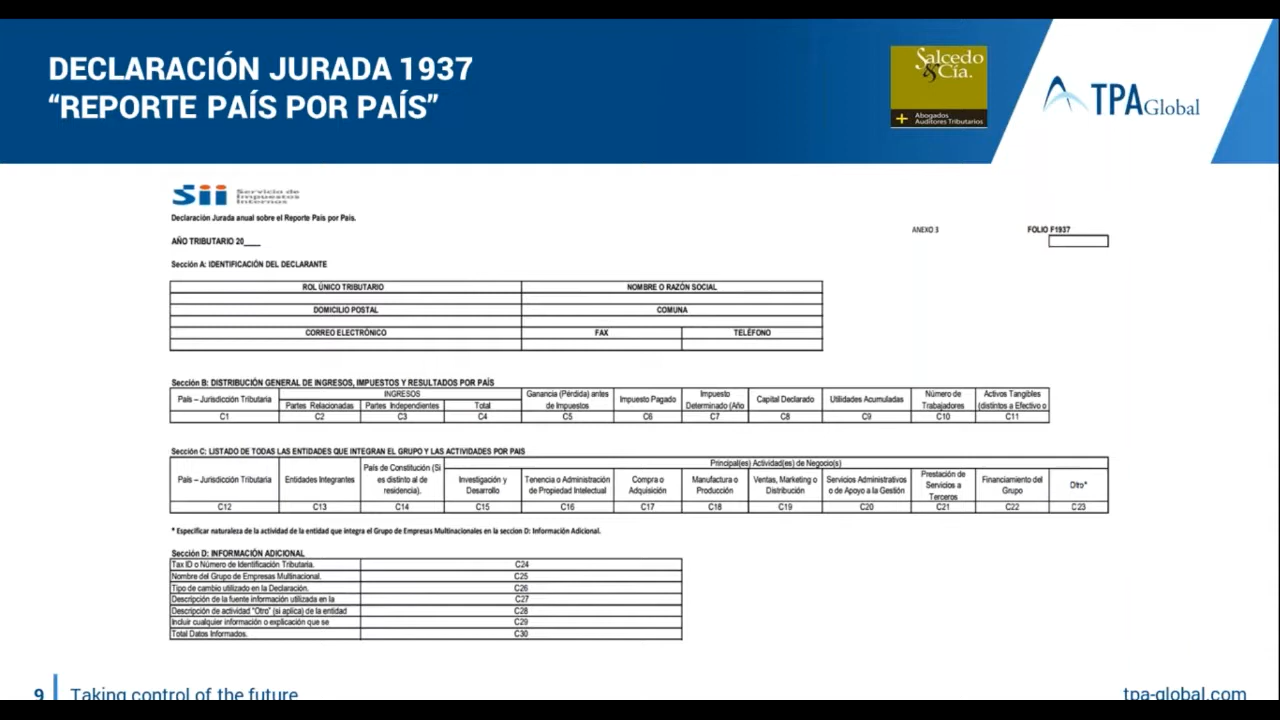 DECLARACIÓN JURADA 1937
“REPORTE PAÍS POR PAÍS”
Salcedo
& Cía.
+ Abogados
Auditores Tributarios
TPA Global
Sii Servicio de
Impuestos
Internos
Declaración Jurada anual sobre el Reporte País por País.
ANEXO 3
FOLIO F1937
AÑO TRIBUTARIO 20____
Sección A: IDENTIFICACIÓN DEL DECLARANTE
ROL ÚNICO TRIBUTARIO
NOMBRE O RAZÓN SOCIAL
DOMICILIO POSTAL
COMUNA
CORREO ELECTRÓNICO
FAX
TELÉFONO
Sección B: DISTRIBUCIÓN GENERAL DE INGRESOS, IMPUESTOS Y RESULTADOS POR PAÍS
País – Jurisdicción Tributaria
INGRESOS
Partes Relacionadas
Partes Independientes
Total
Ganancia (Pérdida) antes
de Impuestos
Impuesto Pagado
Impuesto
Determinado (Año
Capital Declarado
Utilidades Acumuladas
Número de
Trabajadores
Activos Tangibles
(distintos a Efectivo o
C1 C2 C3 C4 C5 C6 C7 C8 C9 C10 C11
Sección C: LISTADO DE TODAS LAS ENTIDADES QUE INTEGRAN EL GRUPO Y LAS ACTIVIDADES POR PAIS
País – Jurisdicción Tributaria
Entidades Integrantes
País de Constitución (Si
es distinto al de
residencia).
Principal(es) Actividad(es) de Negocio(s)
Investigación y
Desarrollo
Tenencia o Administración
de Propiedad Intelectual
Compra o
Adquisición
Manufactura o
Producción
Ventas, Marketing o
Distribución
Servicios Administrativos
o de Apoyo a la Gestión
Prestación de
Servicios a
Terceros
Financiamiento del
Grupo
Otro*
C12 C13 C14 C15 C16 C17 C18 C19 C20 C21 C22 C23
* Especificar naturaleza de la actividad de la entidad que integra el Grupo de Empresas Multinacionales en la seccion D: Información Adicional.
Sección D: INFORMACIÓN ADICIONAL
Tax ID o Número de Identificación Tributaria. C24
Nombre del Grupo de Empresas Multinacional. C25
Tipo de cambio utilizado en la Declaración. C26
Descripción de la fuente información utilizada en la C27
Descripción de actividad "Otro" (si aplica) de la entidad C28
Incluir cualquier información o explicación que se C29
Total Datos Informados. C30
9 Taking control of the future
tpa-global.com